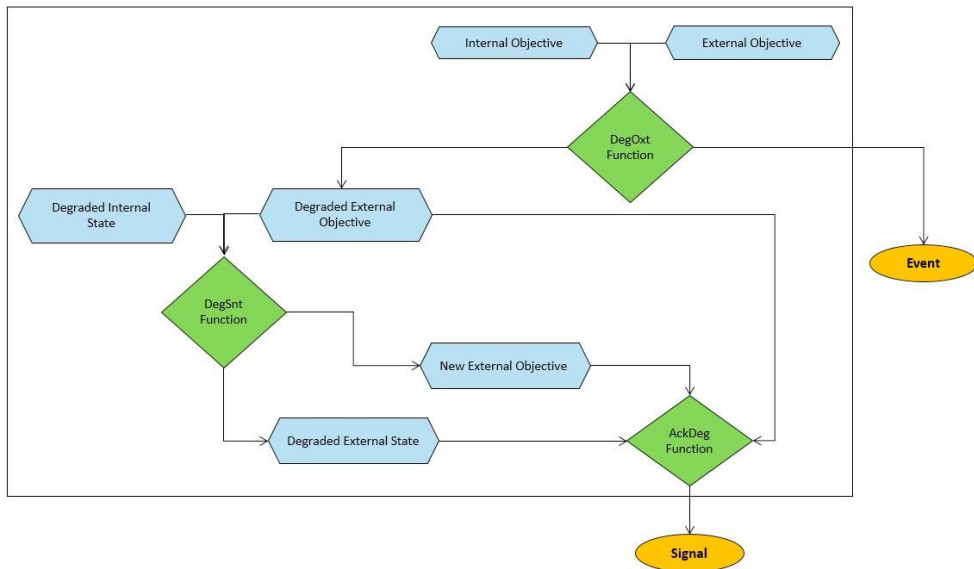 Internal Objective
External Objective
DegOxt
Function
Degraded Internal
State
Degraded External
Objective
Event
DegSnt
Function
New External Objective
Degraded External State
AckDeg
Function
Signal